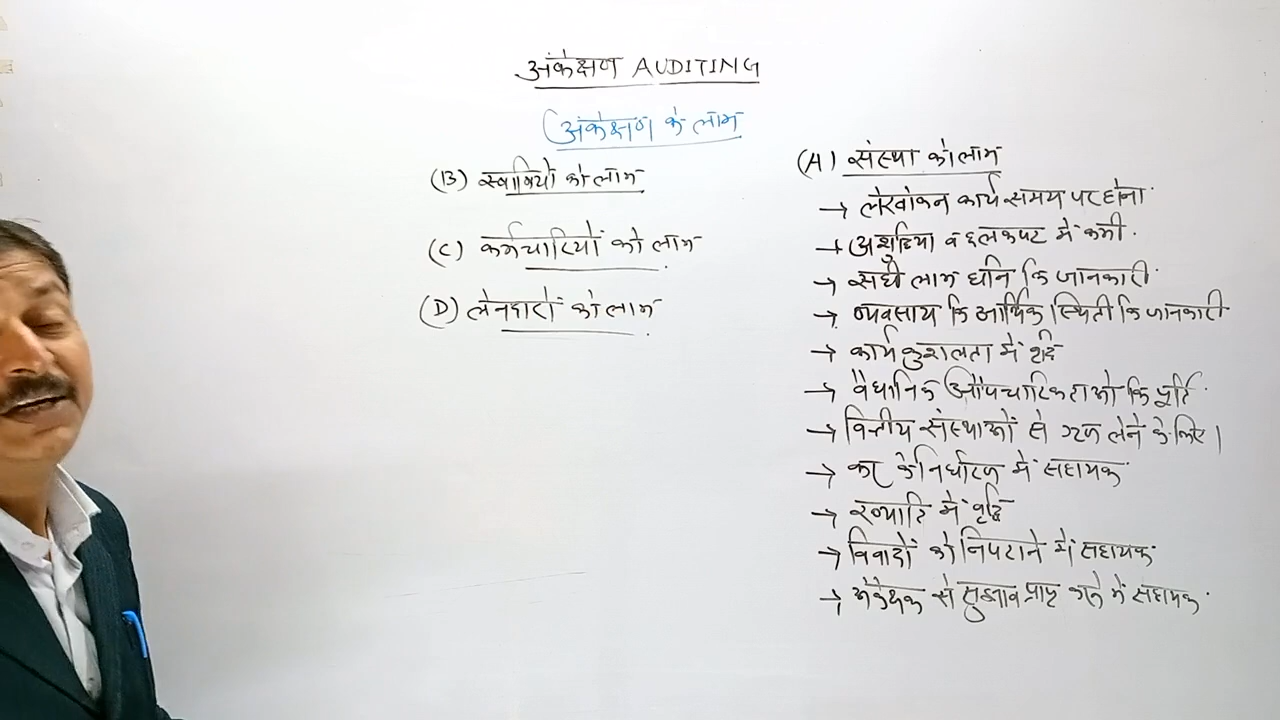 अंकेक्षण AUDITING
(अंकेक्षण के लाभ
(A) संस्था को लाभ
→ लेखांकन कार्य समय पर होना
→ अशुद्धिया व छलकपट में कमी.
→ सही लाभ हानि कि जानकारी
→ व्यवसाय कि आर्थिक स्थिती कि जानकारी
→ कार्य कुशलता में वृद्धि
→ वैधानिक औपचारिकताओ कि पूर्ति
→ वित्तीय संस्थाओं से ऋण लेने के लिए।
→ कर के निर्धारण में सहायक
→ ख्याति में वृद्धि
→ विवादों को निपटाने में सहायक
→ अंकेक्षक से सुझाव प्राप्त करने में सहायक
(B) स्वामियों को लाभ
(C) कर्मचारियों को लाभ
(D) लेनदारों को लाभ